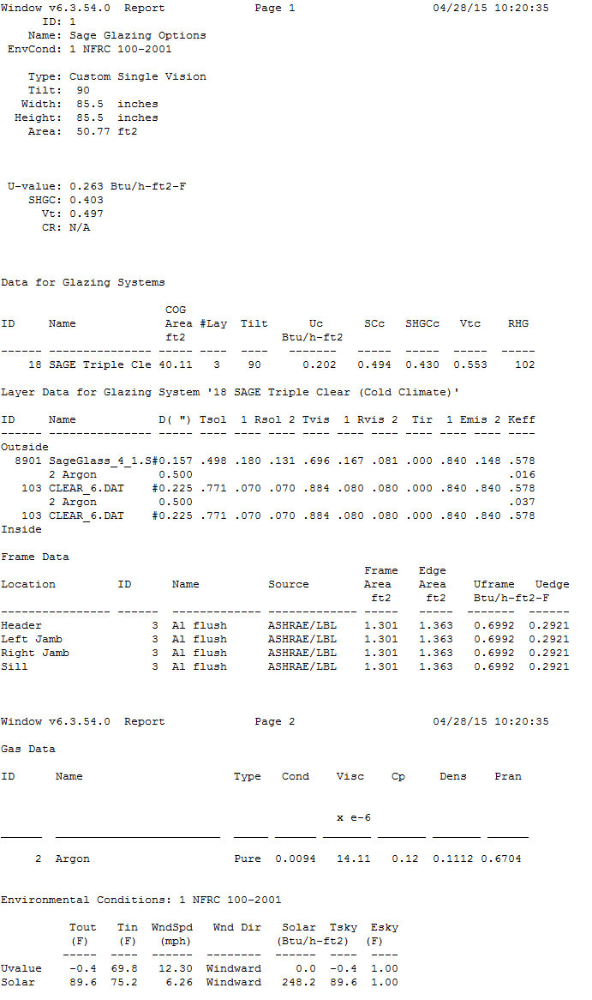 Window v6.3.54.0  Report             Page 1                    04/28/15 10:20:35
      ID: 1
    Name: Sage Glazing Options
 EnvCond: 1 NFRC 100-2001
    Type: Custom Single Vision
    Tilt:  90
   Width:  85.5  inches
  Height:  85.5  inches
    Area:  50.77 ft2
 U-value: 0.263 Btu/h-ft2-F
    SHGC: 0.403
      Vt: 0.497
      CR: N/A
Data for Glazing Systems
                        COG
ID     Name             Area #Lay  Tilt      Uc      SCc   SHGCc   Vtc    RHG
                        ft2              Btu/h-ft2
------ --------------- ----- ----  ----   -------   -----  -----  -----  -----
    18 SAGE Triple Cle 40.11   3    90     0.202    0.494  0.430  0.553    102
Layer Data for Glazing System '18 SAGE Triple Clear (Cold Climate)'
ID     Name            D( ") Tsol  1 Rsol 2 Tvis  1 Rvis 2  Tir  1 Emis 2 Keff
------ --------------- ----- ---- ---- ---- ---- ---- ---- ---- ---- ---- ----
Outside
  8901 SageGlass_4_1.S#0.157 .498 .180 .131 .696 .167 .081 .000 .840 .148 .578
       2 Argon         0.500                                              .016
   103 CLEAR_6.DAT    #0.225 .771 .070 .070 .884 .080 .080 .000 .840 .840 .578
       2 Argon         0.500                                              .037
   103 CLEAR_6.DAT    #0.225 .771 .070 .070 .884 .080 .080 .000 .840 .840 .578
Inside
Frame Data
                                                     Frame   Edge
Location         ID      Name          Source        Area    Area    Uframe   Uedge
                                                      ft2     ft2    Btu/h-ft2-F
---------------- ------  ------------- ------------- -----   -----  -------  ------
Header                3  Al flush      ASHRAE/LBL    1.301   1.363   0.6992  0.2921
Left Jamb             3  Al flush      ASHRAE/LBL    1.301   1.363   0.6992  0.2921
Right Jamb            3  Al flush      ASHRAE/LBL    1.301   1.363   0.6992  0.2921
Sill                  3  Al flush      ASHRAE/LBL    1.301   1.363   0.6992  0.2921
Window v6.3.54.0  Report             Page 2                    04/28/15 10:20:35
Gas Data
ID      Name                      Type   Cond    Visc    Cp     Dens    Pran
                                                 x e-6
     2  Argon                     Pure  0.0094   14.11   0.12  0.1112 0.6704
Environmental Conditions: 1 NFRC 100-2001
          Tout   Tin  WndSpd   Wnd Dir   Solar  Tsky  Esky
          (F)    (F)   (mph)            (Btu/h-ft2)  (F)
         -----  ----  ------  --------  ------  ----  ----
Uvalue    -0.4  69.8   12.30  Windward     0.0  -0.4  1.00
Solar     89.6  75.2    6.26  Windward   248.2  89.6  1.00